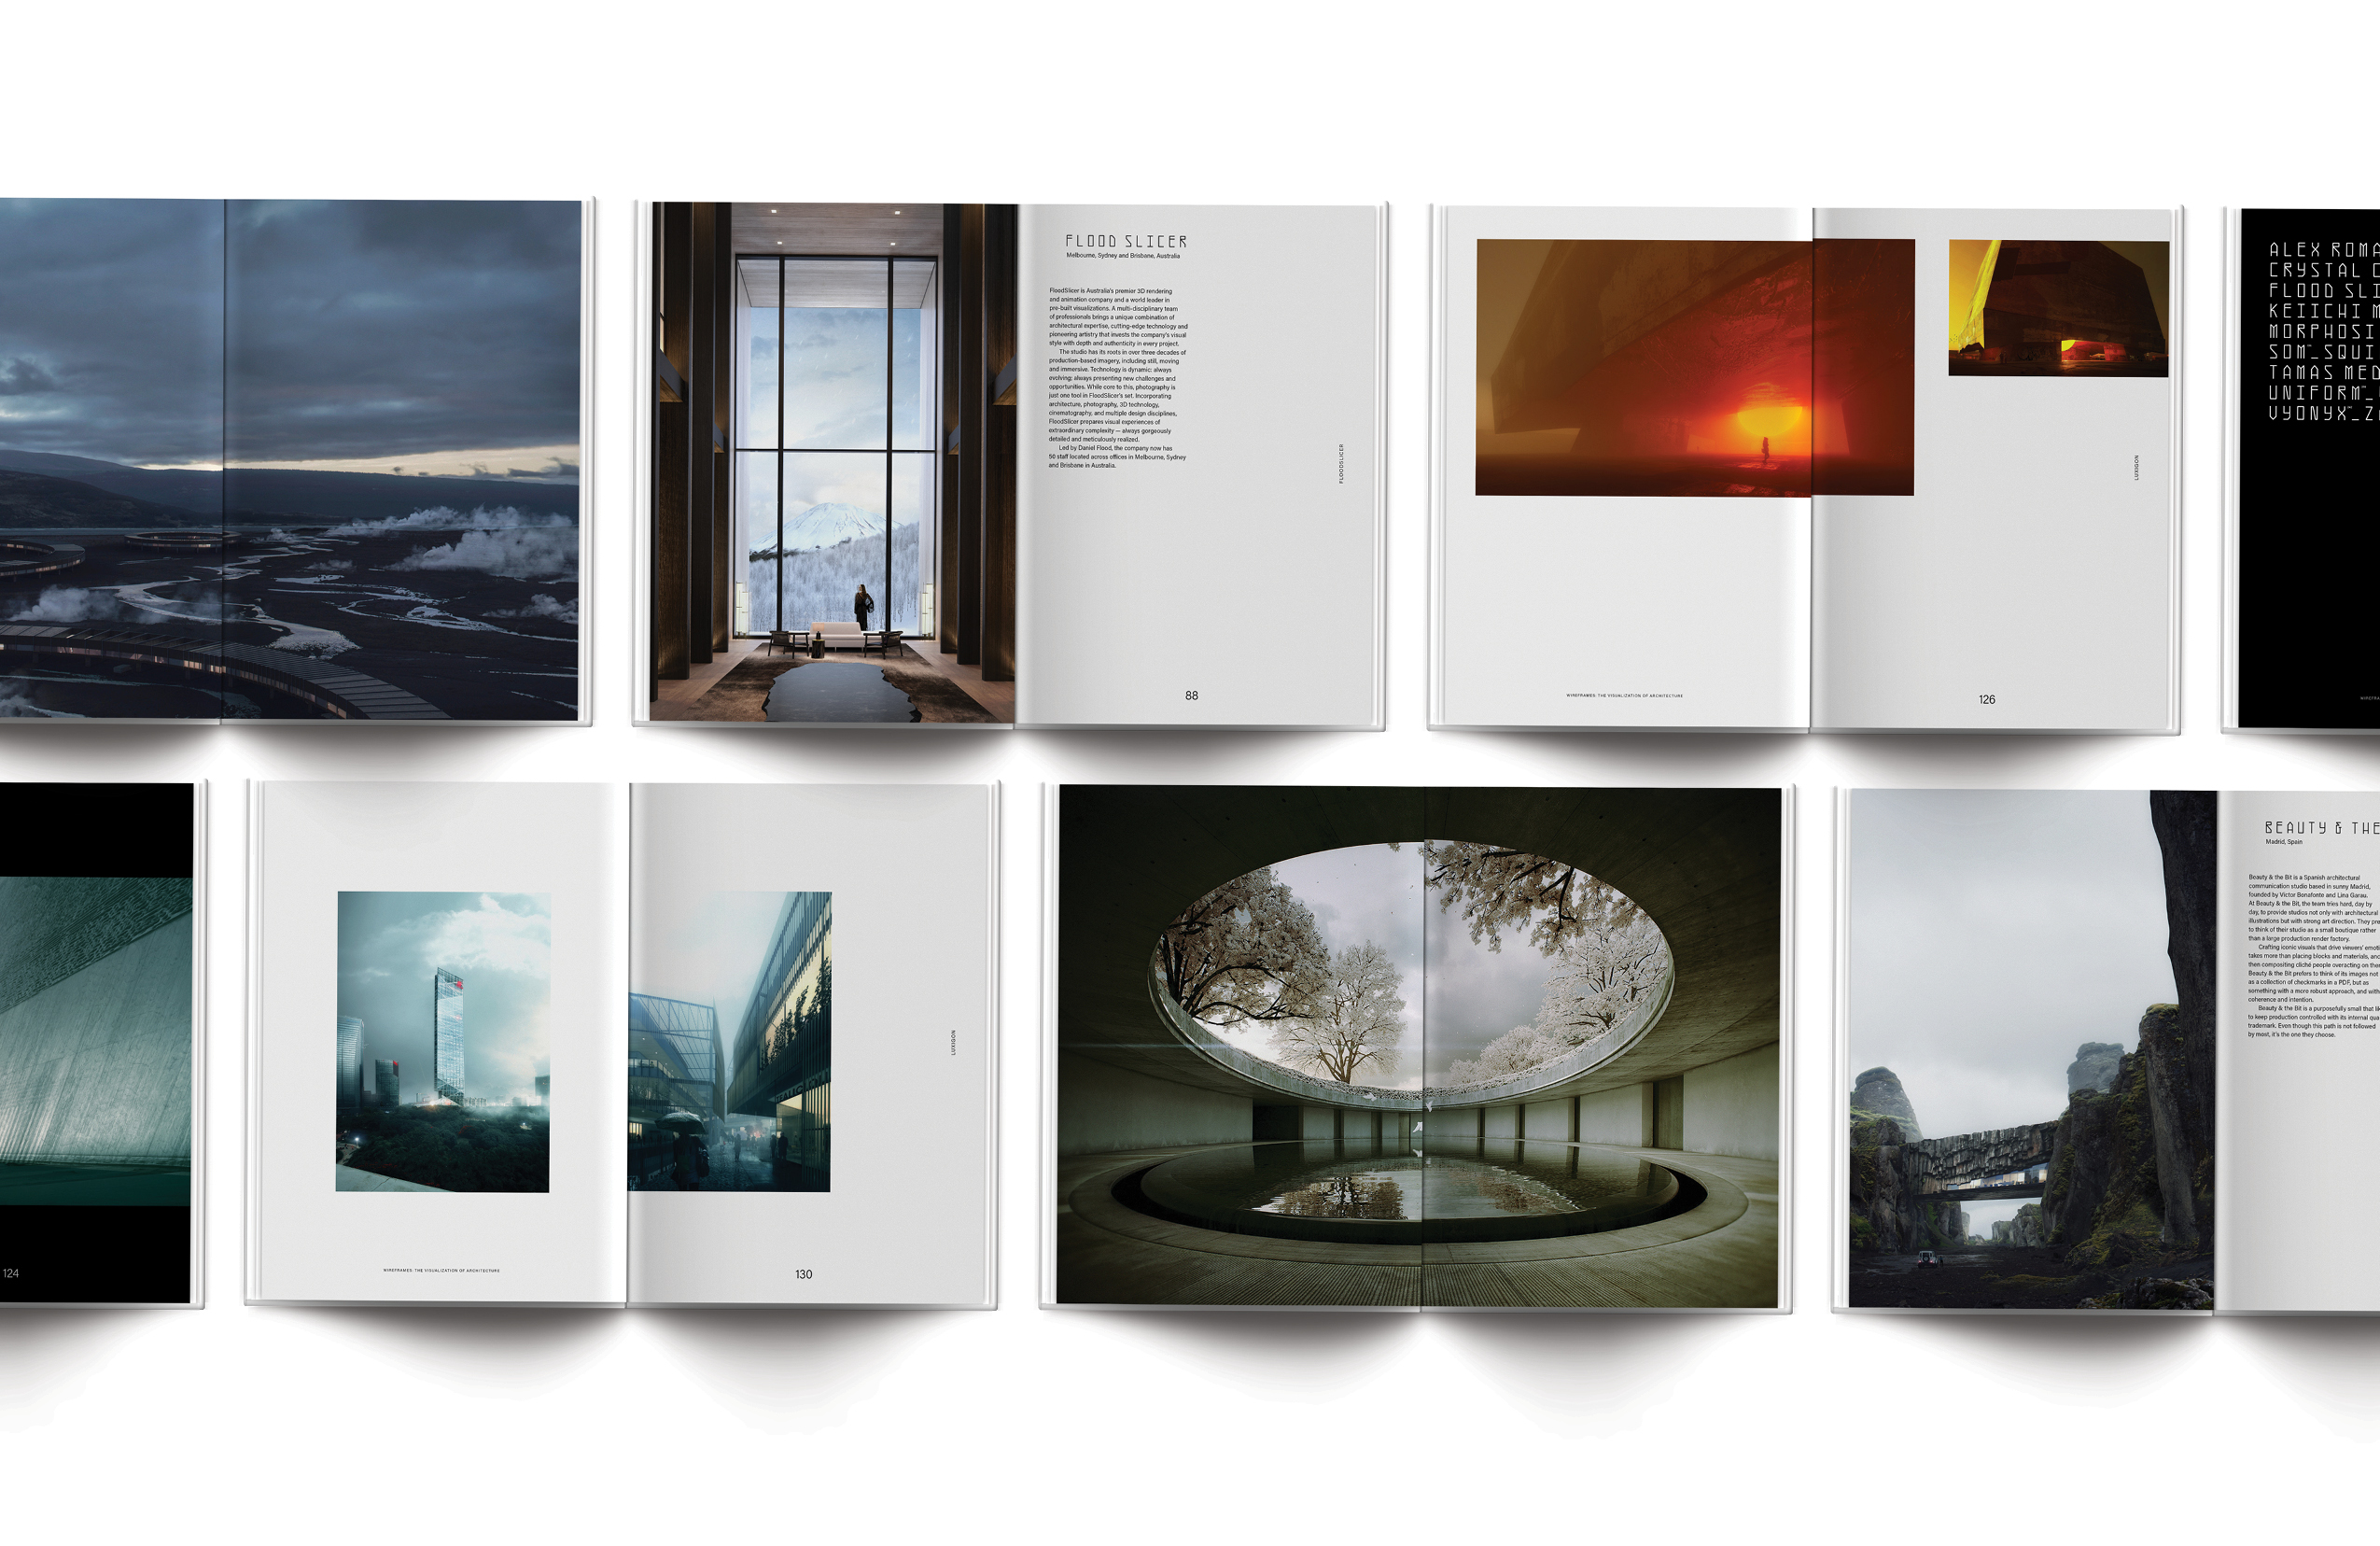 FLOOD SLICER
Melbourne, Sydney and Brisbane, Australia
FloodSlicer is Australia's premier 3D rendering
and animation company and a world leader in
pre-built visualizations. A multi-disciplinary team
of professionals brings a unique combination of
architectural expertise, cutting-edge technology and
pioneering artistry that invests the company's visual
style with depth and authenticity in every project.
The studio has its roots in over three decades of
production-based imagery, including still, moving
and immersive. Technology is dynamic: always
evolving: always presenting new challenges and
opportunities. While core to this, photography is
just one tool in FloodSlicer's set. Incorporating
architecture, photography, 3D technology,
cinematography, and multiple design disciplines,
FloodSlicer prepares visual experiences of
extraordinary complexity — always gorgeously
detailed and meticulously realized.
Led by Daniel Flood, the company now has
50 staff located across offices in Melbourne, Sydney
and Brisbane in Australia.
FLOODSLICER
88
WIREFRAMES: THE VISUALIZATION OF ARCHITECTURE
LUXIGON
126
ALEX ROMA
CRYSTAL C
FLOOD SLI
KEIICHI M
MORPHOSI
SOM_SQUI
TAMAS MED
UNIFORM_
VYONYX_Z
124
WIREFRAMES: THE VISUALIZATION OF ARCHITECTURE
LUXIGON
130
BEAUTY & THE
Madrid, Spain
Beauty & the Bit is a Spanish architectural
communication studio based in sunny Madrid,
founded by Victor Bonafonte and Lina Garau.
At Beauty & the Bit, the team tries hard, day by
day, to provide studios not only with architectural
illustrations but with strong art direction. They pre
to think of their studio as a small boutique rather
than a large production render factory.
Crafting iconic visuals that drive viewers' emoti
takes more than placing blocks and materials, and
then compositing cliché people overacting on then
Beauty & the Bit prefers to think of its images not
as a collection of checkmarks in a PDF, but as
something with a more robust approach, and with
coherence and intention.
Beauty & the Bit is a purposefully small that lik
to keep production controlled with its internal qua
trademark. Even though this path is not followed
by most, it's the one they choose.